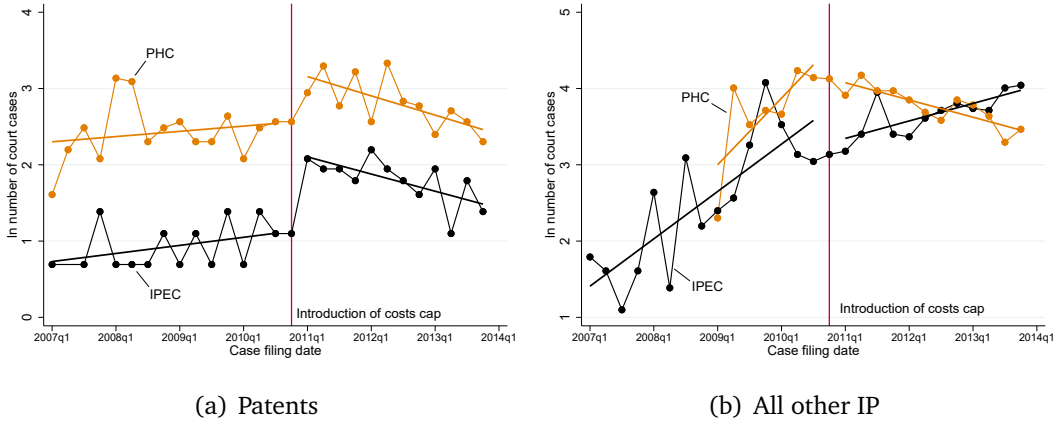 ln number of court cases
4
3
2
1
0
PHC
IPEC
Introduction of costs cap
2007q1 2008q1 2009q1 2010q1 2011q1 2012q1 2013q1 2014q1
Case filing date
(a) Patents
ln number of court cases
5
4
3
2
1
PHC
IPEC
Introduction of costs cap
2007q1 2008q1 2009q1 2010q1 2011q1 2012q1 2013q1 2014q1
Case filing date
(b) All other IP